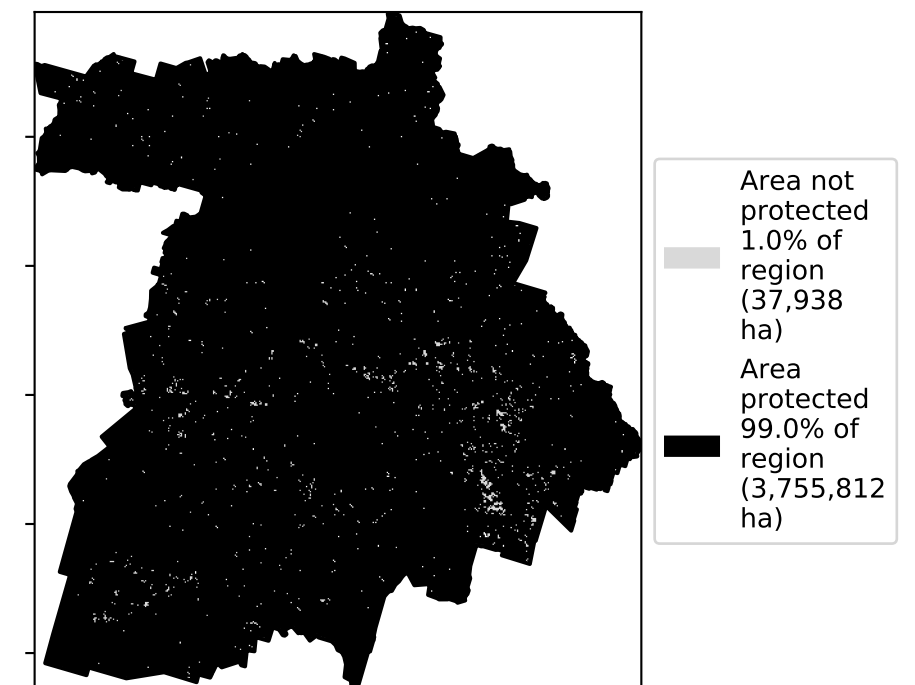 Area not
protected
1.0% of
region
(37,938
ha)
Area
protected
99.0% of
region
(3,755,812
ha)